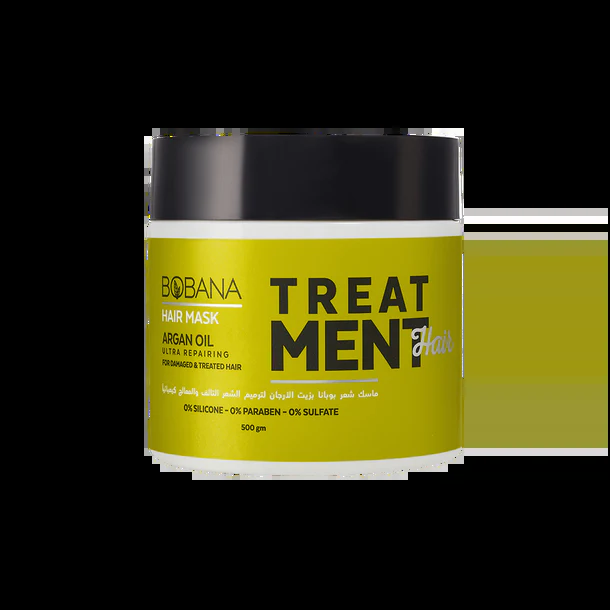 BOBANA
HAIR MASK
ARGAN OIL
ULTRA REPAIRING
FOR DAMAGED & TREATED HAIR
TREAT
MENT
Hair
ماسك شعر بوبانا بزيت الارجان لترميم الشعر التالف والمعالج كيميائيا
0% SILICONE - 0% PARABEN - 0% SULFATE
500 gm